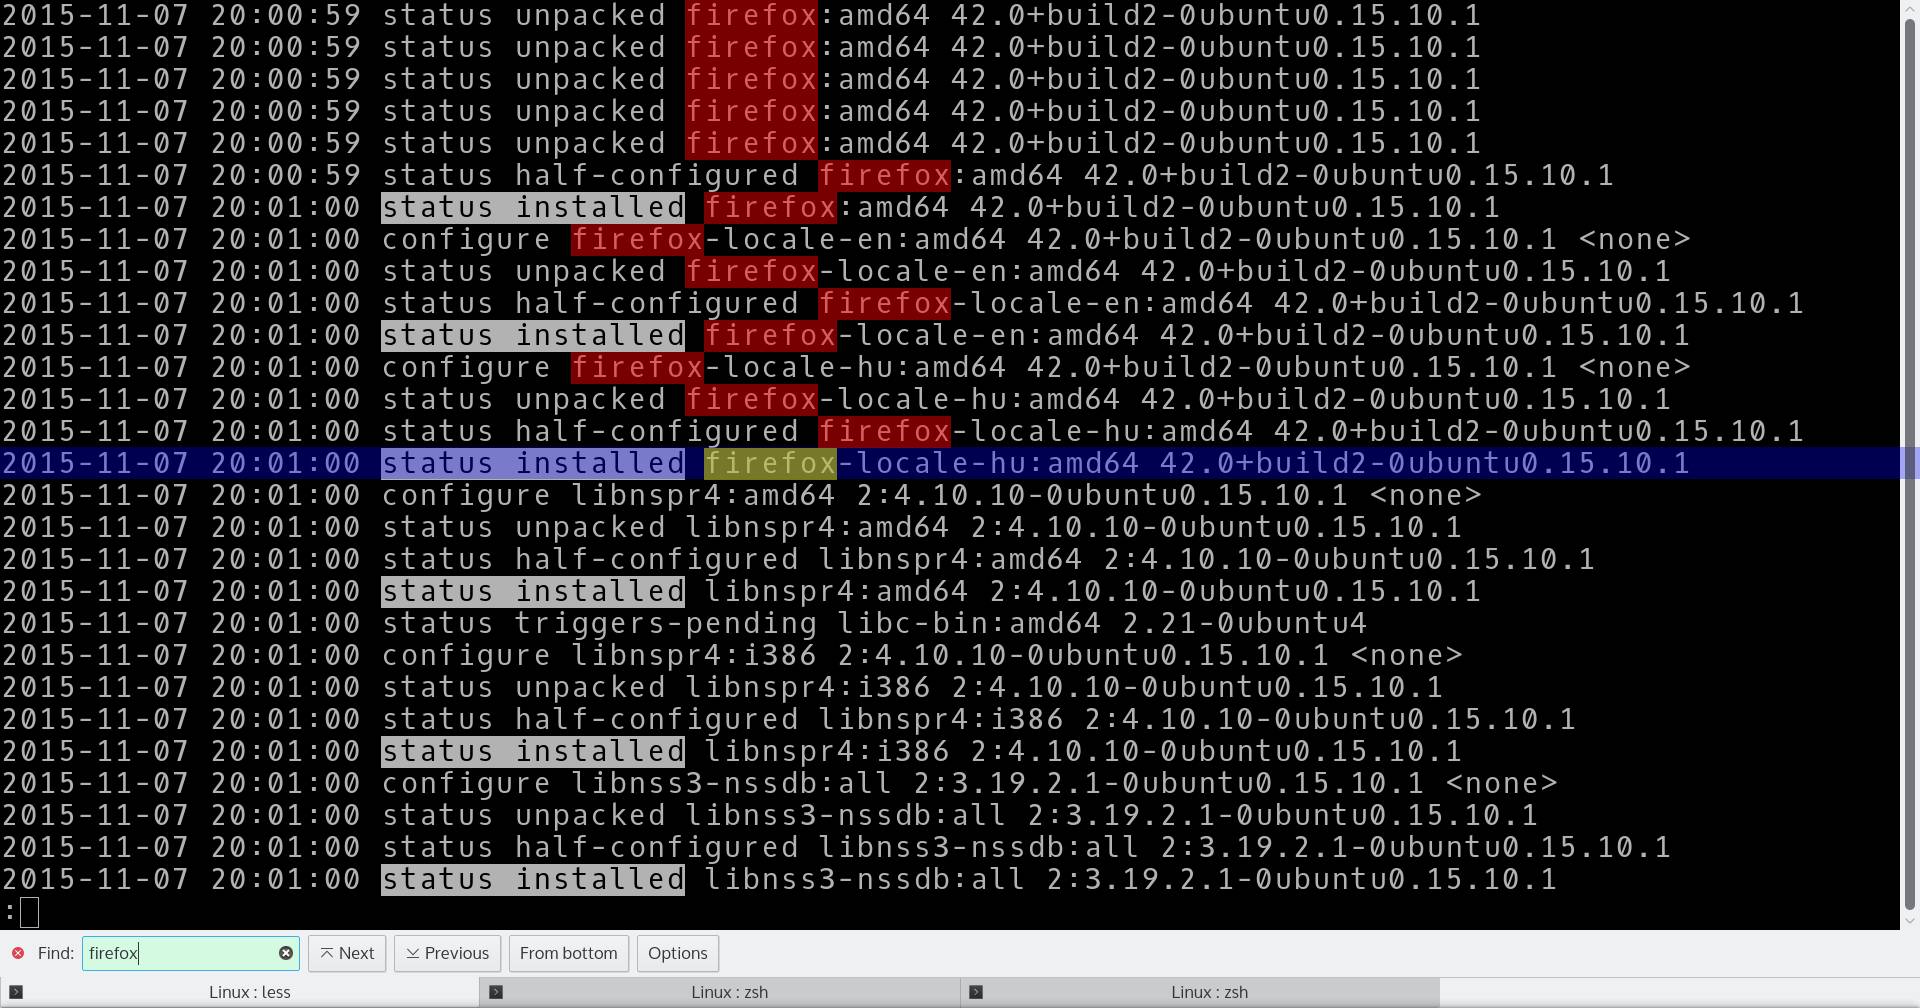 2015-11-07 20:00:59 status unpacked firefox:amd64 42.0+build2-0ubuntu0.15.10.1
2015-11-07 20:00:59 status unpacked firefox:amd64 42.0+build2-0ubuntu0.15.10.1
2015-11-07 20:00:59 status unpacked firefox:amd64 42.0+build2-0ubuntu0.15.10.1
2015-11-07 20:00:59 status unpacked firefox:amd64 42.0+build2-0ubuntu0.15.10.1
2015-11-07 20:00:59 status unpacked firefox:amd64 42.0+build2-0ubuntu0.15.10.1
2015-11-07 20:00:59 status half-configured firefox:amd64 42.0+build2-0ubuntu0.15.10.1
2015-11-07 20:01:00 status installed firefox:amd64 42.0+build2-0ubuntu0.15.10.1
2015-11-07 20:01:00 configure firefox-locale-en:amd64 42.0+build2-0ubuntu0.15.10.1 <none>
2015-11-07 20:01:00 status unpacked firefox-locale-en:amd64 42.0+build2-0ubuntu0.15.10.1
2015-11-07 20:01:00 status half-configured firefox-locale-en:amd64 42.0+build2-0ubuntu0.15.10.1
2015-11-07 20:01:00 status installed firefox-locale-en:amd64 42.0+build2-0ubuntu0.15.10.1
2015-11-07 20:01:00 configure firefox-locale-hu:amd64 42.0+build2-0ubuntu0.15.10.1 <none>
2015-11-07 20:01:00 status unpacked firefox-locale-hu:amd64 42.0+build2-0ubuntu0.15.10.1
2015-11-07 20:01:00 status half-configured firefox-locale-hu:amd64 42.0+build2-0ubuntu0.15.10.1
2015-11-07 20:01:00 status installed firefox-locale-hu:amd64 42.0+build2-0ubuntu0.15.10.1
2015-11-07 20:01:00 configure libnspr4:amd64 2:4.10.10-0ubuntu0.15.10.1 <none>
2015-11-07 20:01:00 status unpacked libnspr4:amd64 2:4.10.10-0ubuntu0.15.10.1
2015-11-07 20:01:00 status half-configured libnspr4:amd64 2:4.10.10-0ubuntu0.15.10.1
2015-11-07 20:01:00 status installed libnspr4:amd64 2:4.10.10-0ubuntu0.15.10.1
2015-11-07 20:01:00 status triggers-pending libc-bin:amd64 2.21-0ubuntu4
2015-11-07 20:01:00 configure libnspr4:i386 2:4.10.10-0ubuntu0.15.10.1 <none>
2015-11-07 20:01:00 status unpacked libnspr4:i386 2:4.10.10-0ubuntu0.15.10.1
2015-11-07 20:01:00 status half-configured libnspr4:i386 2:4.10.10-0ubuntu0.15.10.1
2015-11-07 20:01:00 status installed libnspr4:i386 2:4.10.10-0ubuntu0.15.10.1
2015-11-07 20:01:00 configure libnss3-nssdb:all 2:3.19.2.1-0ubuntu0.15.10.1 <none>
2015-11-07 20:01:00 status unpacked libnss3-nssdb:all 2:3.19.2.1-0ubuntu0.15.10.1
2015-11-07 20:01:00 status half-configured libnss3-nssdb:all 2:3.19.2.1-0ubuntu0.15.10.1
2015-11-07 20:01:00 status installed libnss3-nssdb:all 2:3.19.2.1-0ubuntu0.15.10.1
:
Find: firefox Next Previous From bottom Options
Linux : less Linux : zsh Linux : zsh